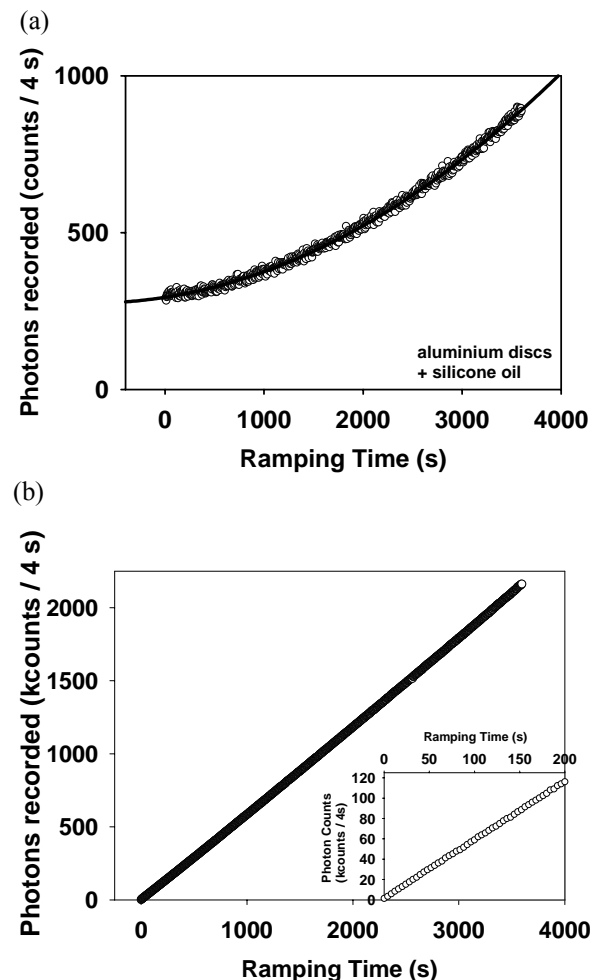 (a)
Photons recorded (counts / 4 s)
1000
500
0
aluminium discs
+ silicone oil
0 1000 2000 3000 4000
Ramping Time (s)
(b)
Photons recorded (kcounts / 4 s)
2000
1500
1000
500
0
Ramping Time (s)
0 50 100 150 200
Photon Counts
(kcounts / 4s)
120
100
80
60
40
20
0
0 1000 2000 3000 4000
Ramping Time (s)